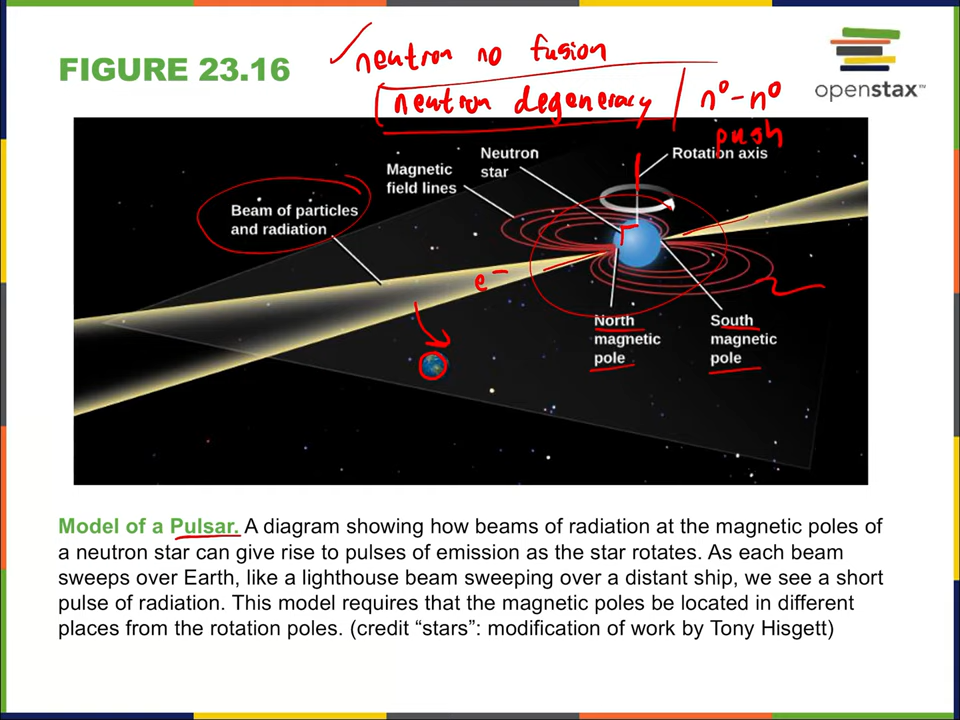 neutron no fusion
FIGURE 23.16
openstax™
neutron degeneracy
n⁰-n⁰
push
Neutron
star
Rotation axis
Magnetic
field lines
Beam of particles
and radiation
e⁻
North
magnetic
pole
South
magnetic
pole
Model of a Pulsar. A diagram showing how beams of radiation at the magnetic poles of
a neutron star can give rise to pulses of emission as the star rotates. As each beam
sweeps over Earth, like a lighthouse beam sweeping over a distant ship, we see a short
pulse of radiation. This model requires that the magnetic poles be located in different
places from the rotation poles. (credit “stars”: modification of work by Tony Hisgett)